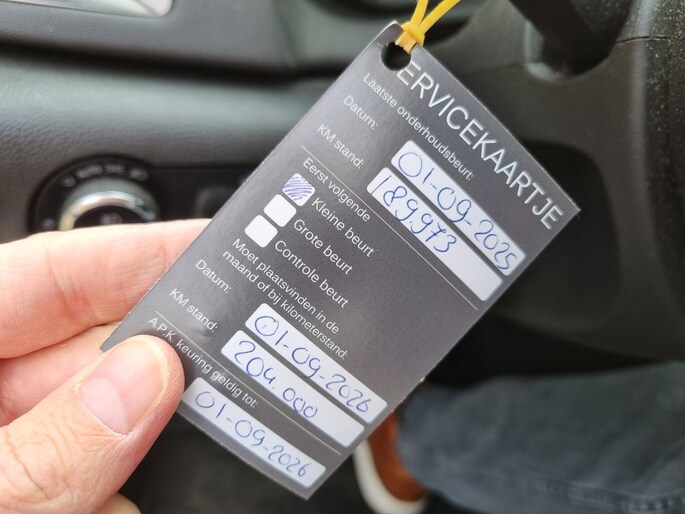 ERVICEKAARTJE
Laatste onderhoudsbeurt:
Datum: 01-09-2025
KM stand: 189.973
Eerst volgende
Kleine beurt
Grote beurt
Controle beurt
Moet plaatsvinden in de
maand of bij kilometerstand:
Datum: 01-09-2026
KM stand: 204.000
A.P.K. keuring geldig tot:
01-09-2026